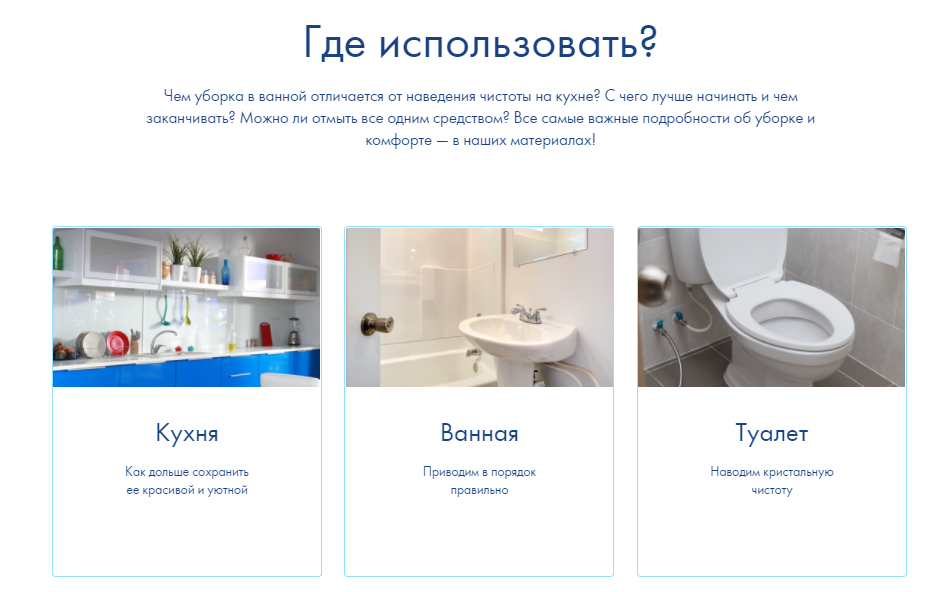 Где использовать?
Чем уборка в ванной отличается от наведения чистоты на кухне? С чего лучше начинать и чем
заканчивать? Можно ли отмыть все одним средством? Все самые важные подробности об уборке и
комфорте — в наших материалах!
Кухня
Как дольше сохранить
ее красивой и уютной
Ванная
Приводим в порядок
правильно
Туалет
Наводим кристальную
чистоту